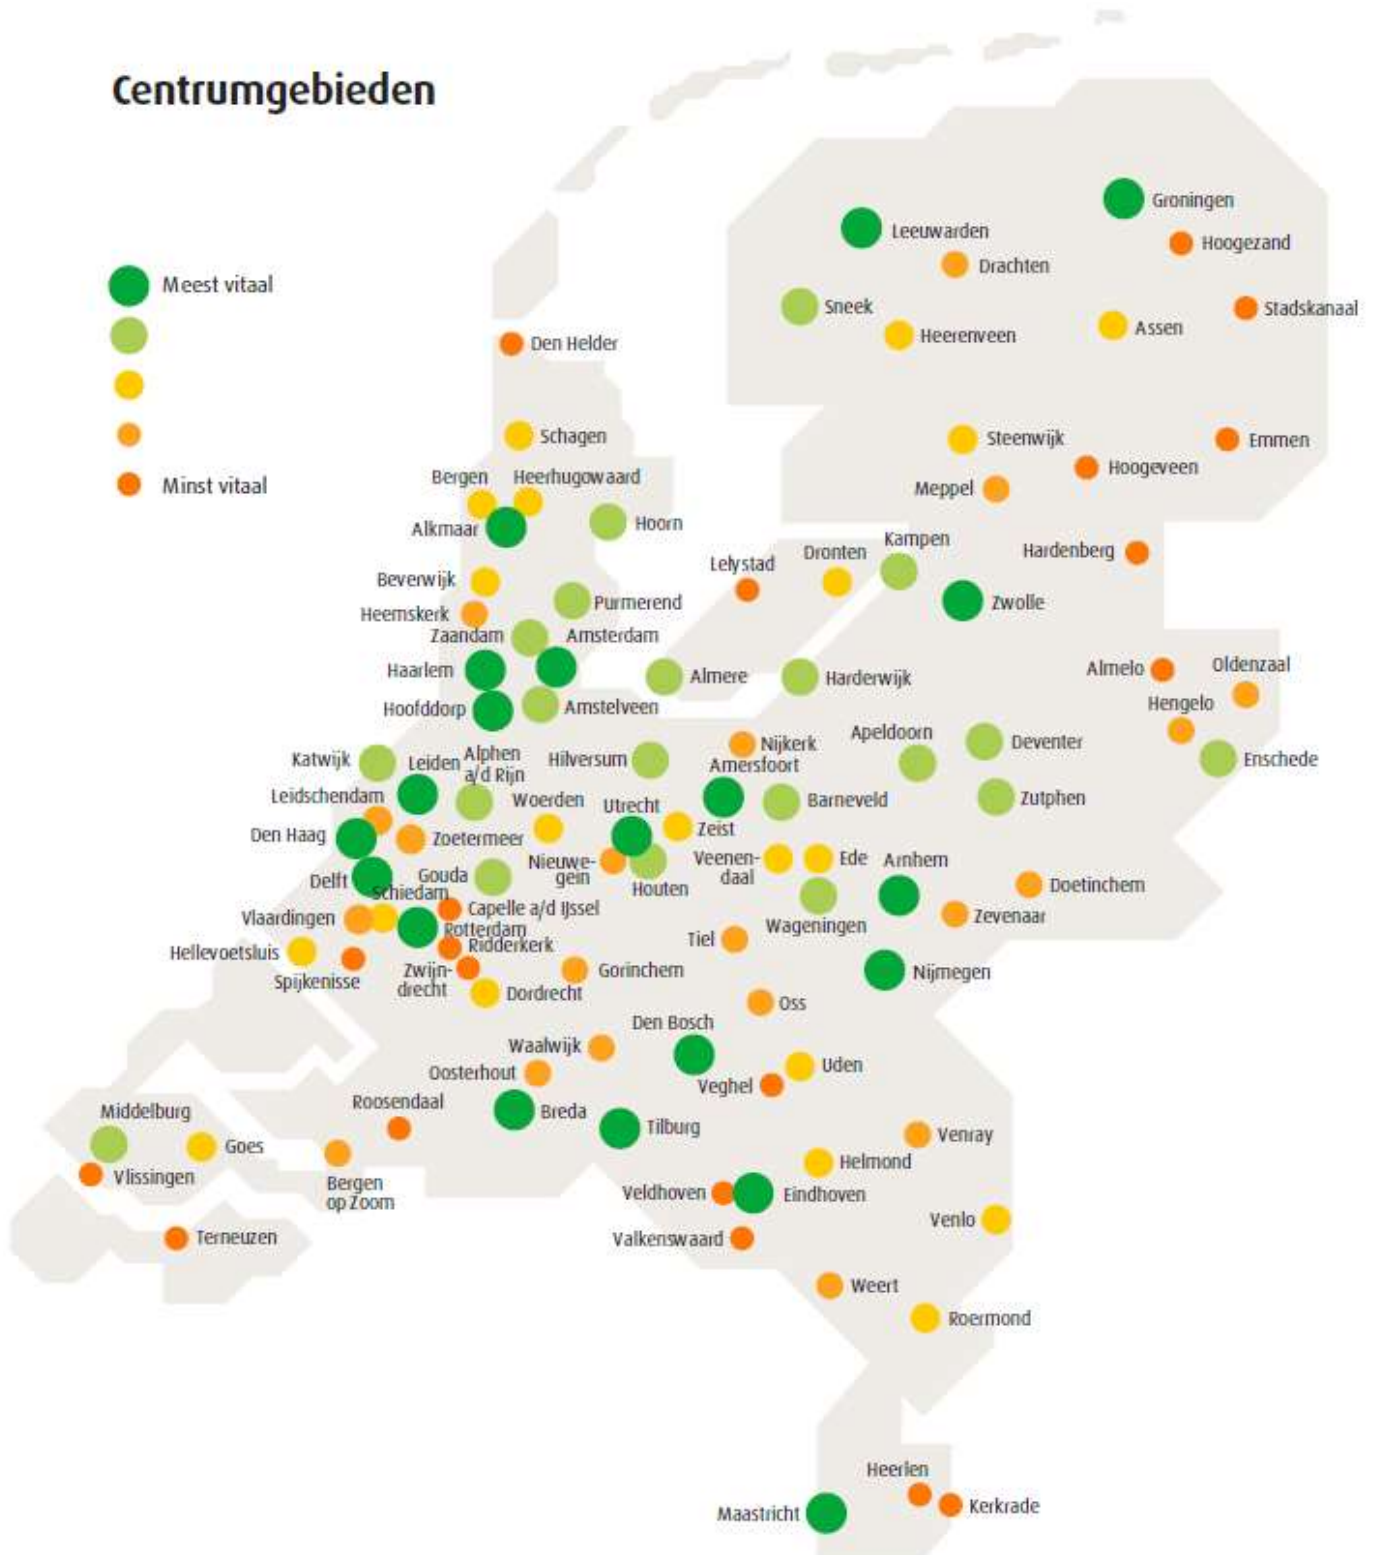 Centrumgebieden
Groningen
Leeuwarden
Hoogezand
Drachten
Meest vitaal
Sneek
Stadskanaal
Assen
Heerenveen
Den Helder
Schagen
Steenwijk
Emmen
Hoogeveen
Bergen
Heerhugowaard
Meppel
Minst vitaal
Alkmaar
Hoorn
Kampen
Dronten
Hardenberg
Lelystad
Beverwijk
Purmerend
Zwolle
Heemskerk
Zaandam
Amsterdam
Haarlem
Almere
Harderwijk
Almelo
Oldenzaal
Hengelo
Hoofddorp
Amstelveen
Apeldoorn
Deventer
Nijkerk
Katwijk
Leiden
Alphen
a/d Rijn
Hilversum
Amersfoort
Enschede
Leidschendam
Woerden
Utrecht
Barneveld
Zutphen
Den Haag
Zoetermeer
Zeist
Nieuwe-
gein
Veenen-
daal
Ede
Arnhem
Delft
Gouda
Houten
Doetinchem
Schiedam
Capelle a/d IJssel
Vlaardingen
Rotterdam
Wageningen
Zevenaar
Tiel
Ridderkerk
Hellevoetsluis
Spijkenisse
Zwijn-
drecht
Gorinchem
Nijmegen
Dordrecht
Oss
Den Bosch
Waalwijk
Uden
Oosterhout
Veghel
Roosendaal
Middelburg
Breda
Tilburg
Venray
Goes
Vlissingen
Bergen
op Zoom
Helmond
Veldhoven
Eindhoven
Venlo
Terneuzen
Valkenswaard
Weert
Roermond
Heerlen
Kerkrade
Maastricht